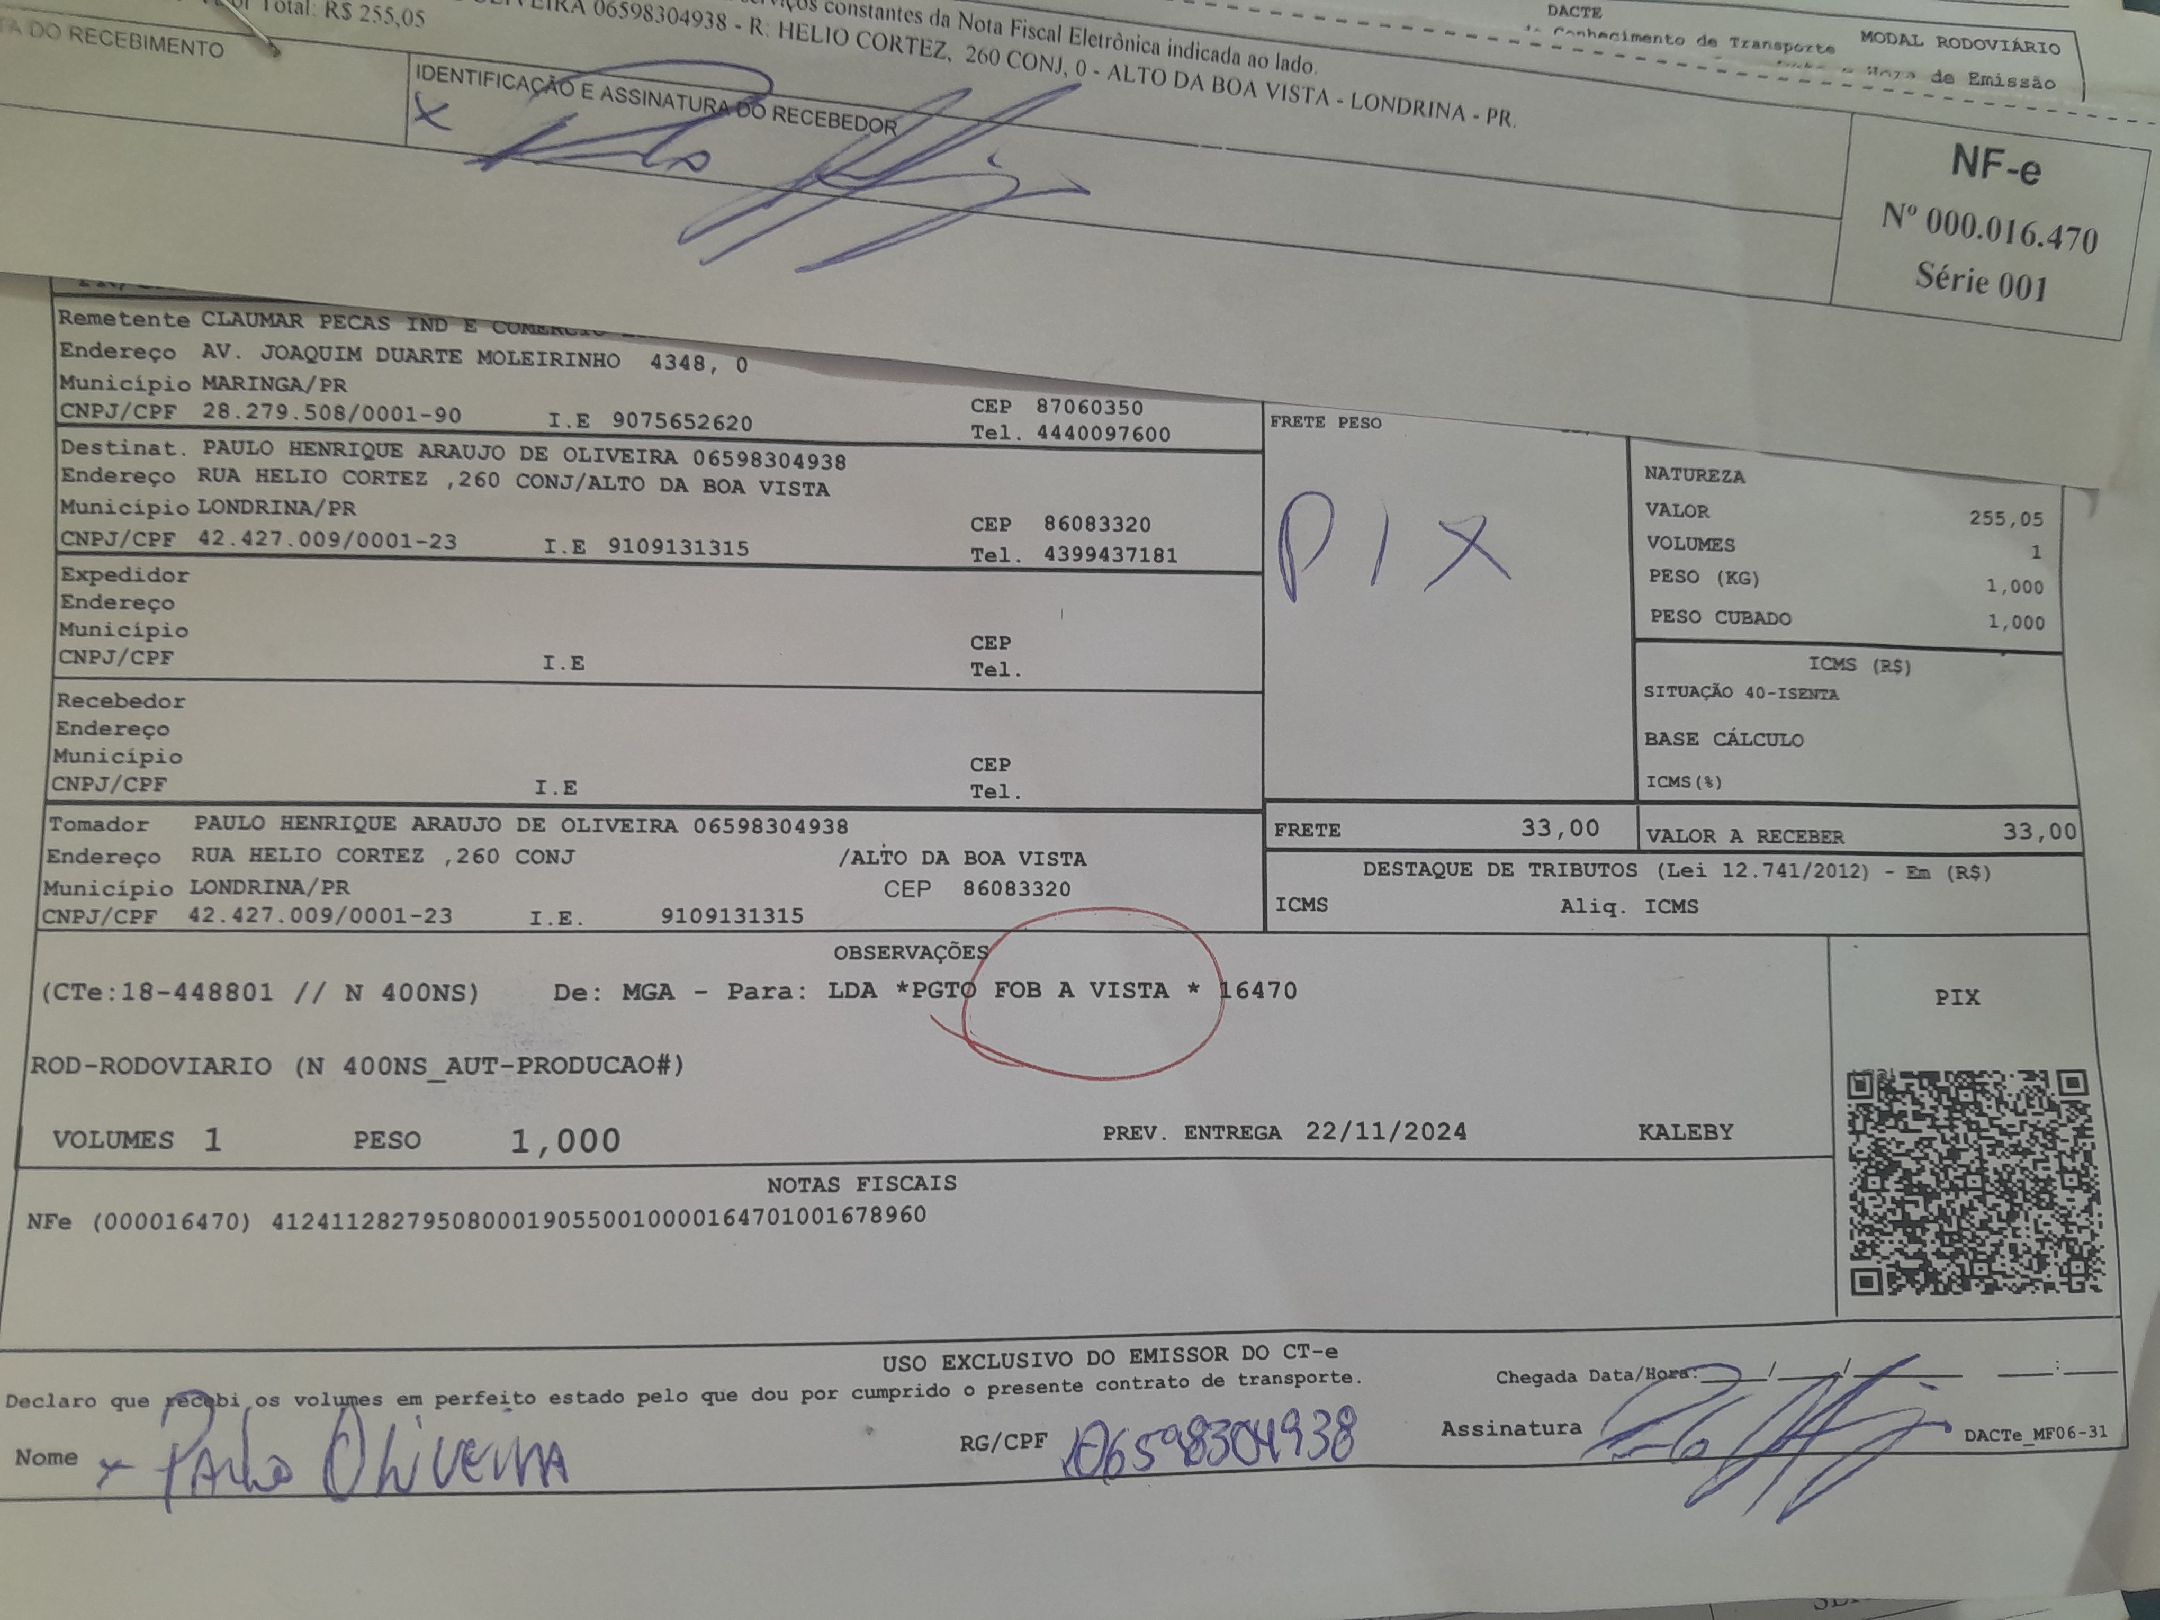 Total: R$ 255,05
06598304938 - R: HELIO CORTEZ, 260 CONJ, 0 - ALTO DA BOA VISTA - LONDRINA - PR.
constantes da Nota Fiscal Eletrônica indicada ao lado.
DACTE
Conhecimento de Transporte
MODAL RODOVIÁRIO
de Emissão
DO RECEBIMENTO
IDENTIFICAÇÃO E ASSINATURA DO RECEBEDOR
x
NF-e
Nº 000.016.470
Série 001
Remetente CLAUMAR PECAS IND E COMERCIO
Endereço AV. JOAQUIM DUARTE MOLEIRINHO 4348, 0
Município MARINGA/PR
CEP 87060350
CNPJ/CPF 28.279.508/0001-90 I.E 9075652620
Tel. 4440097600
Destinat. PAULO HENRIQUE ARAUJO DE OLIVEIRA 06598304938
Endereço RUA HELIO CORTEZ ,260 CONJ/ALTO DA BOA VISTA
Município LONDRINA/PR
CEP 86083320
CNPJ/CPF 42.427.009/0001-23 I.E 9109131315
Tel. 4399437181
Expedidor
Endereço
Município
CEP
CNPJ/CPF I.E
Tel.
Recebedor
Endereço
Município
CEP
CNPJ/CPF I.E
Tel.
FRETE PESO
PIX
NATUREZA
VALOR 255,05
VOLUMES 1
PESO (KG) 1,000
PESO CUBADO 1,000
ICMS (R$)
SITUAÇÃO 40-ISENTA
BASE CÁLCULO
ICMS(%)
Tomador PAULO HENRIQUE ARAUJO DE OLIVEIRA 06598304938
Endereço RUA HELIO CORTEZ ,260 CONJ /ALTO DA BOA VISTA
Município LONDRINA/PR CEP 86083320
CNPJ/CPF 42.427.009/0001-23 I.E. 9109131315
FRETE 33,00
VALOR A RECEBER 33,00
DESTAQUE DE TRIBUTOS (Lei 12.741/2012) - Em (R$)
ICMS Aliq. ICMS
OBSERVAÇÕES
(CTe:18-448801 // N 400NS) De: MGA - Para: LDA *PGTO FOB A VISTA * 16470
PIX
ROD-RODOVIARIO (N 400NS_AUT-PRODUCAO#)
VOLUMES 1 PESO 1,000 PREV. ENTREGA 22/11/2024 KALEBY
NOTAS FISCAIS
NFe (000016470) 41241128279508000190550010000164701001678960
USO EXCLUSIVO DO EMISSOR DO CT-e
Declaro que recebi os volumes em perfeito estado pelo que dou por cumprido o presente contrato de transporte.
Chegada Data/Hora: / / :
Nome x Paulo Oliveira
RG/CPF 06598304938
Assinatura
DACTe_MF06-31